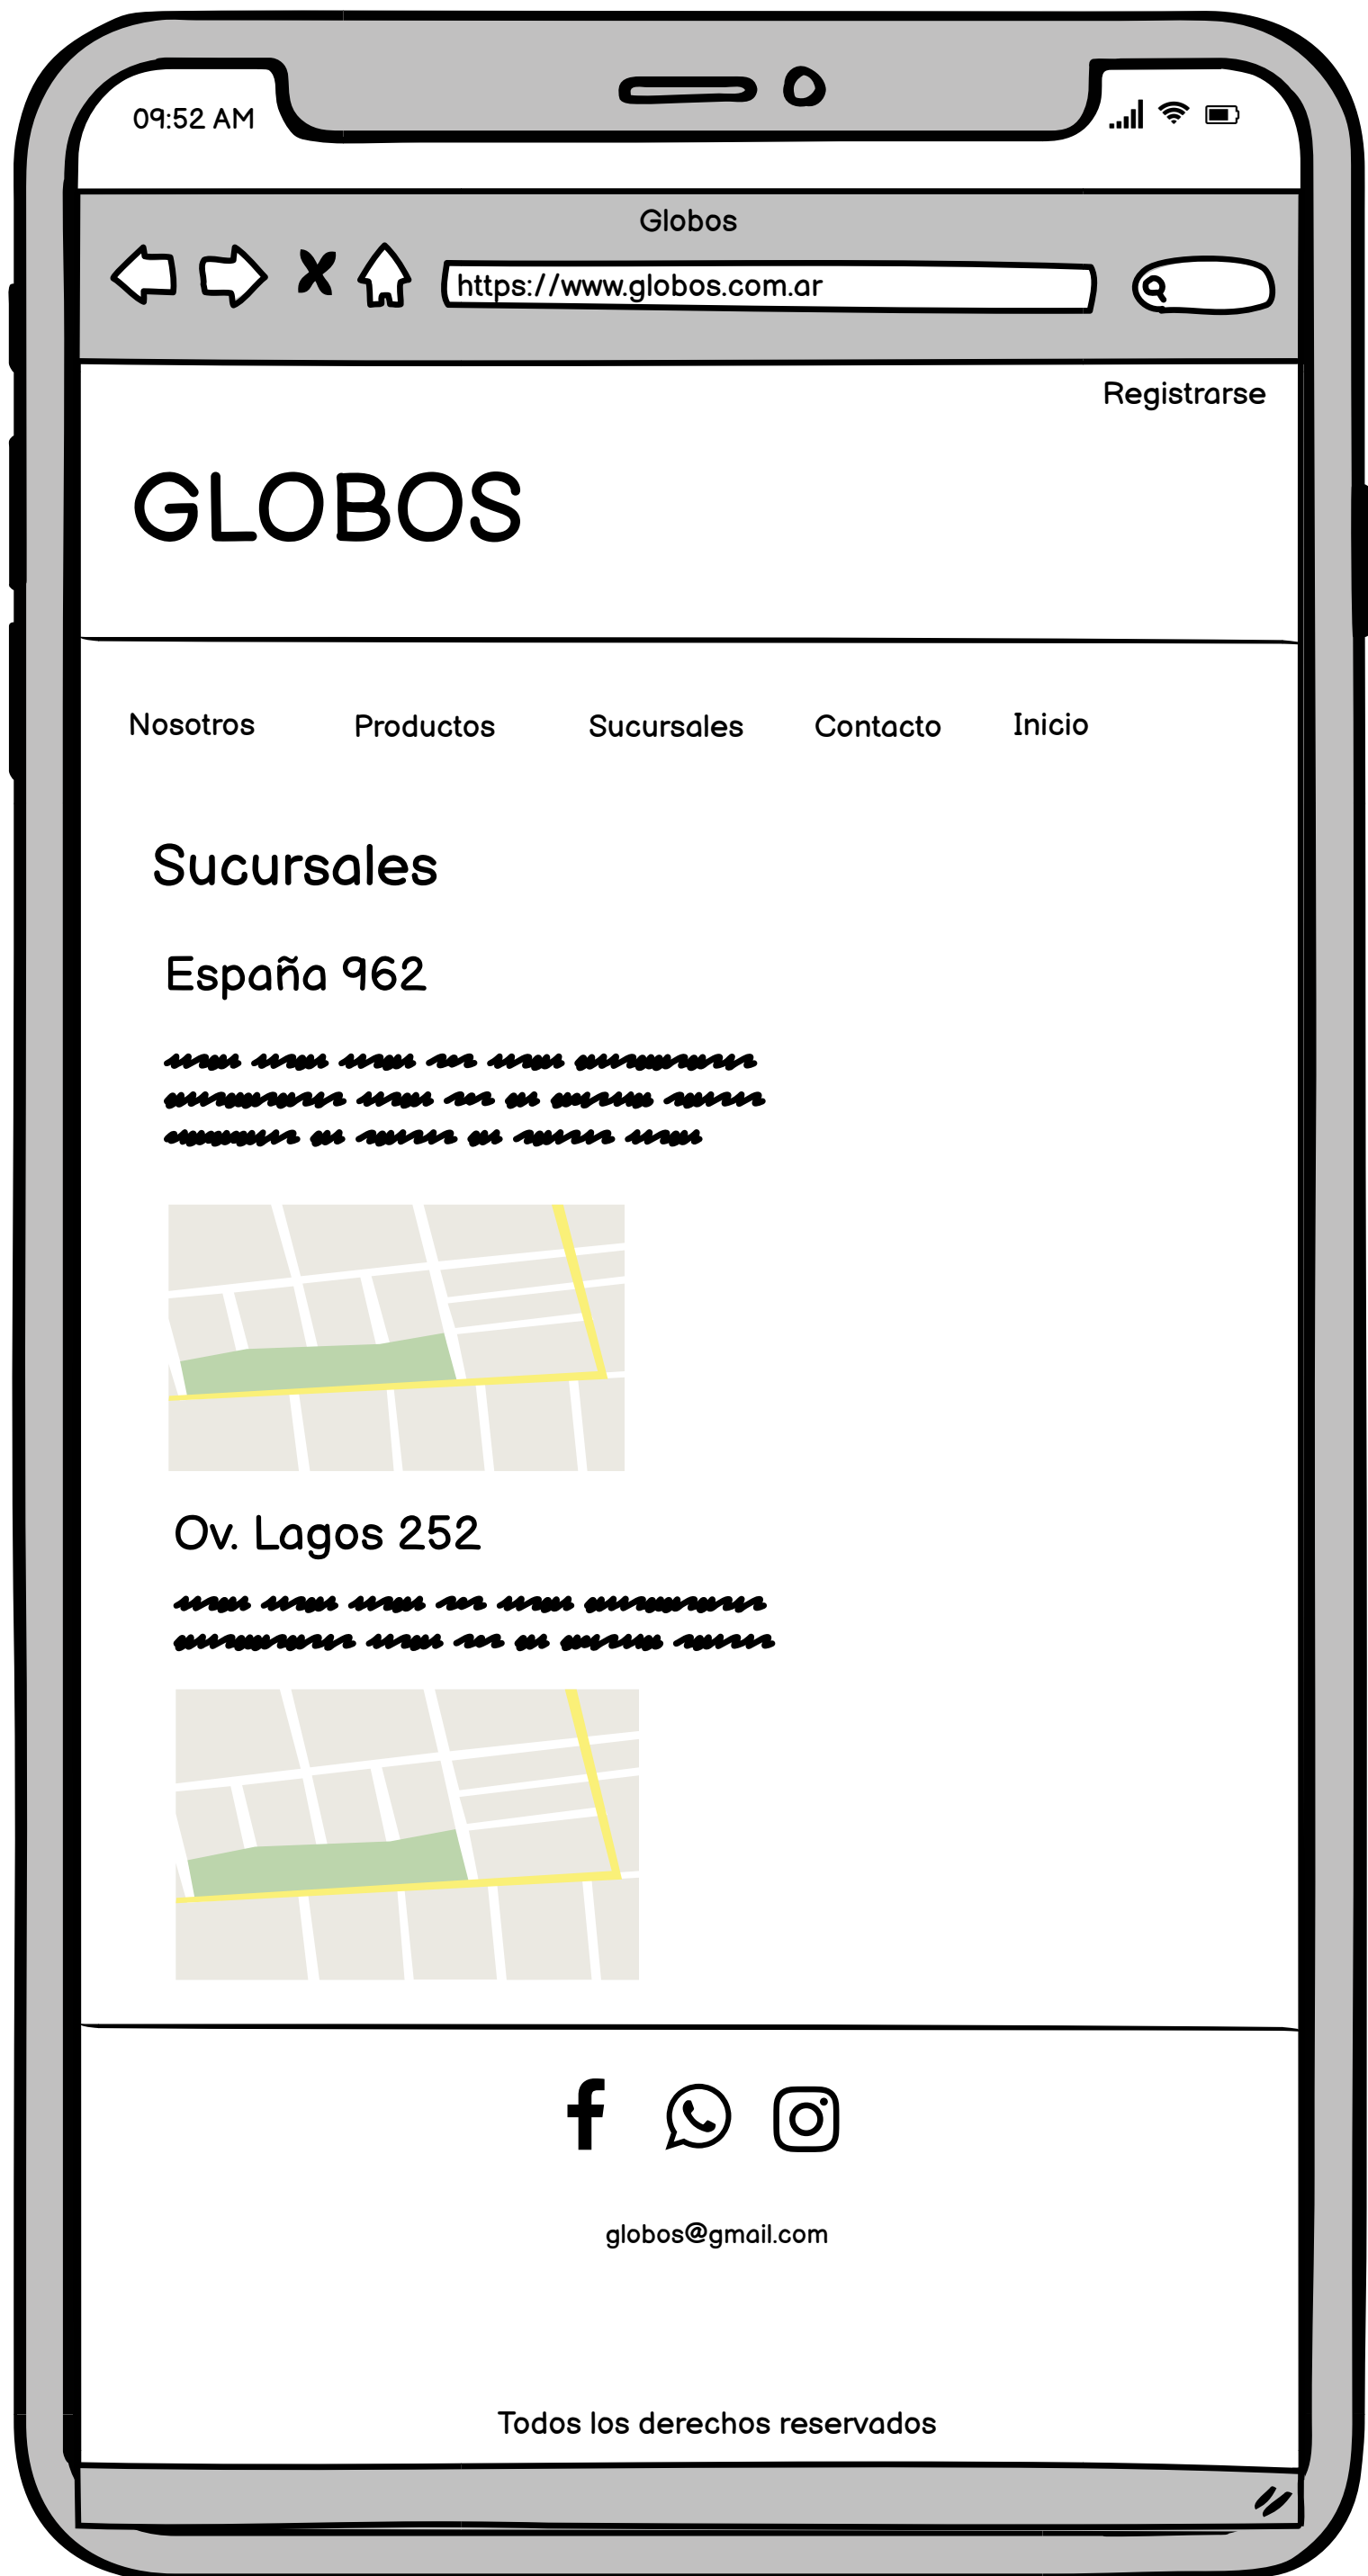 09:52 AM
Globos
https://www.globos.com.ar
Registrarse
GLOBOS
Nosotros Productos Sucursales Contacto Inicio
Sucursales
España 962
Ov. Lagos 252
globos@gmail.com
Todos los derechos reservados